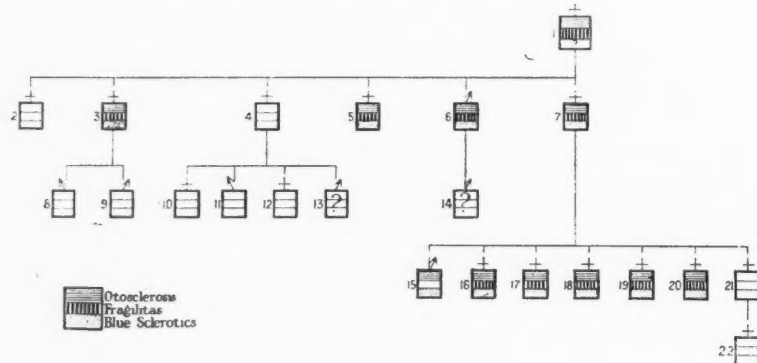 1
2 3 4 5 6 7
8 9 10 11 12 13 ? 14 ?
15 16 17 18 19 20 21
22
Otosclerosis
Fragilitas
Blue Sclerotics